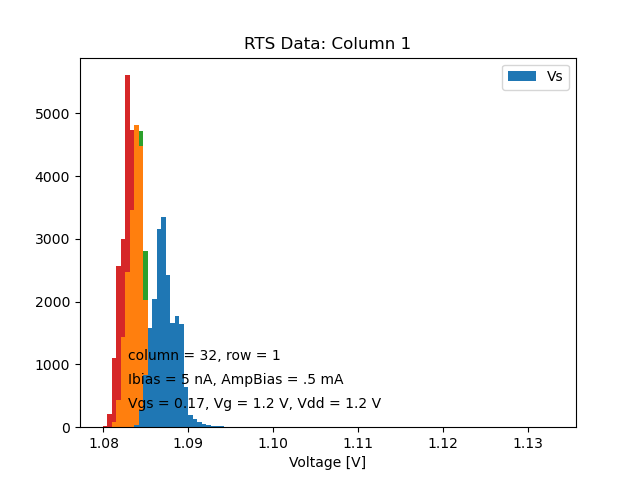 RTS Data: Column 1
Vs
5000
4000
3000
2000
1000
0
column = 32, row = 1
Ibias = 5 nA, AmpBias = .5 mA
Vgs = 0.17, Vg = 1.2 V, Vdd = 1.2 V
1.08 1.09 1.10 1.11 1.12 1.13
Voltage [V]